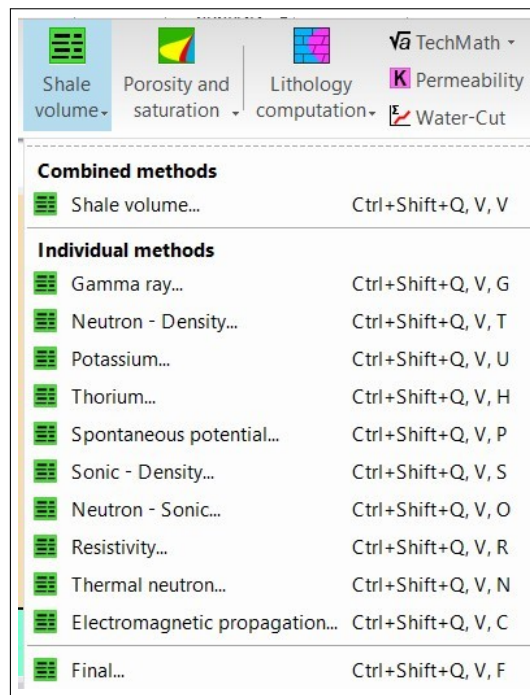 Shale volume
Porosity and saturation
Lithology computation
√a TechMath
K Permeability
Σ Water-Cut
Combined methods
Shale volume... Ctrl+Shift+Q, V, V
Individual methods
Gamma ray... Ctrl+Shift+Q, V, G
Neutron - Density... Ctrl+Shift+Q, V, T
Potassium... Ctrl+Shift+Q, V, U
Thorium... Ctrl+Shift+Q, V, H
Spontaneous potential... Ctrl+Shift+Q, V, P
Sonic - Density... Ctrl+Shift+Q, V, S
Neutron - Sonic... Ctrl+Shift+Q, V, O
Resistivity... Ctrl+Shift+Q, V, R
Thermal neutron... Ctrl+Shift+Q, V, N
Electromagnetic propagation... Ctrl+Shift+Q, V, C
Final... Ctrl+Shift+Q, V, F